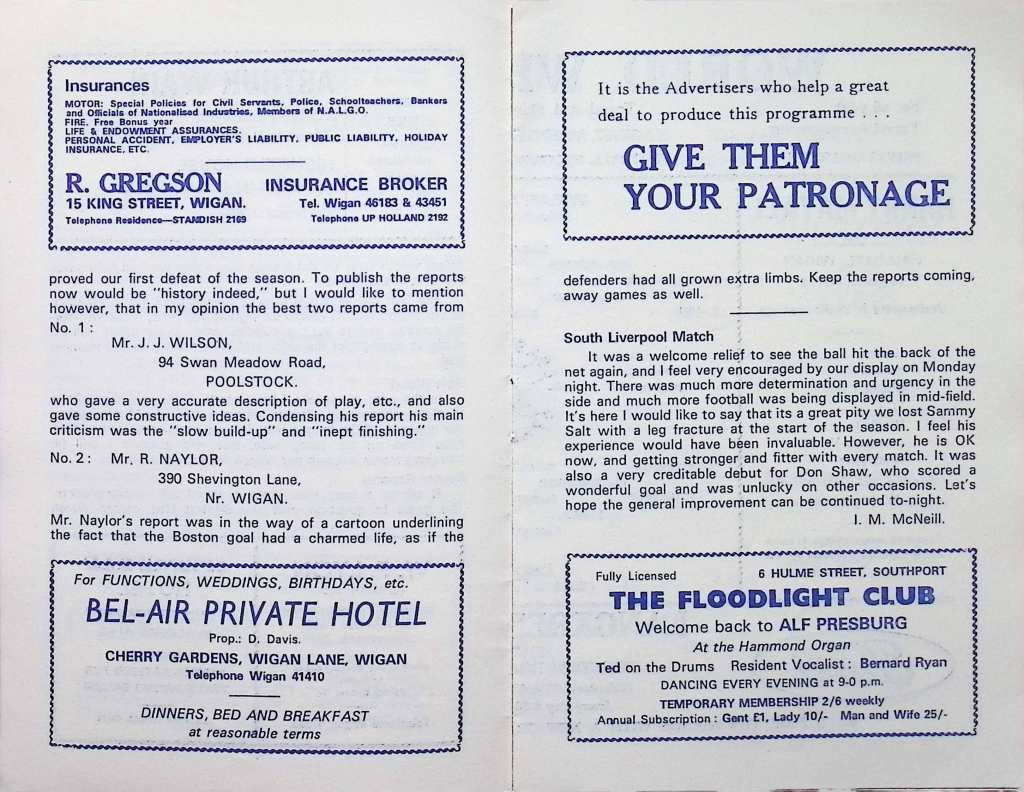 Insurances
MOTOR: Special Policies for Civil Servants, Police, Schoolteachers, Bankers
and Officials of Nationalised Industries, Members of N.A.L.G.O.
FIRE. Free Bonus year
LIFE & ENDOWMENT ASSURANCES.
PERSONAL ACCIDENT, EMPLOYER'S LIABILITY, PUBLIC LIABILITY, HOLIDAY
INSURANCE, ETC.
R. GREGSON INSURANCE BROKER
15 KING STREET, WIGAN. Tel. Wigan 46183 & 43451
Telephone Residence—STANDISH 2169 Telephone UP HOLLAND 2192
proved our first defeat of the season. To publish the reports
now would be "history indeed," but I would like to mention
however, that in my opinion the best two reports came from
No. 1 :
Mr. J. J. WILSON,
94 Swan Meadow Road,
POOLSTOCK.
who gave a very accurate description of play, etc., and also
gave some constructive ideas. Condensing his report his main
criticism was the "slow build-up" and "inept finishing."
No. 2 : Mr. R. NAYLOR,
390 Shevington Lane,
Nr. WIGAN.
Mr. Naylor's report was in the way of a cartoon underlining
the fact that the Boston goal had a charmed life, as if the
For FUNCTIONS, WEDDINGS, BIRTHDAYS, etc.
BEL-AIR PRIVATE HOTEL
Prop.: D. Davis.
CHERRY GARDENS, WIGAN LANE, WIGAN
Telephone Wigan 41410
DINNERS, BED AND BREAKFAST
at reasonable terms
It is the Advertisers who help a great
deal to produce this programme . . .
GIVE THEM
YOUR PATRONAGE
defenders had all grown extra limbs. Keep the reports coming,
away games as well.
South Liverpool Match
It was a welcome relief to see the ball hit the back of the
net again, and I feel very encouraged by our display on Monday
night. There was much more determination and urgency in the
side and much more football was being displayed in mid-field.
It's here I would like to say that its a great pity we lost Sammy
Salt with a leg fracture at the start of the season. I feel his
experience would have been invaluable. However, he is OK
now, and getting stronger and fitter with every match. It was
also a very creditable debut for Don Shaw, who scored a
wonderful goal and was unlucky on other occasions. Let's
hope the general improvement can be continued to-night.
I. M. McNeill.
Fully Licensed 6 HULME STREET, SOUTHPORT
THE FLOODLIGHT CLUB
Welcome back to ALF PRESBURG
At the Hammond Organ
Ted on the Drums Resident Vocalist : Bernard Ryan
DANCING EVERY EVENING at 9-0 p.m.
TEMPORARY MEMBERSHIP 2/6 weekly
Annual Subscription : Gent £1, Lady 10/- Man and Wife 25/-